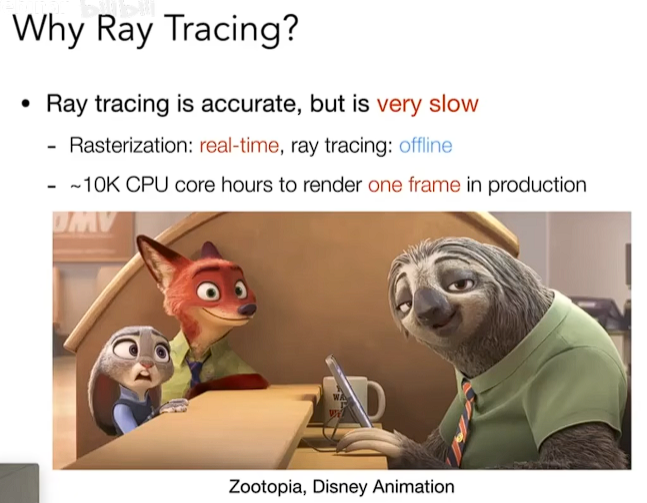 bilibili
Why Ray Tracing?
• Ray tracing is accurate, but is very slow
- Rasterization: real-time, ray tracing: offline
- ~10K CPU core hours to render one frame in production
DMV
Zootopia, Disney Animation